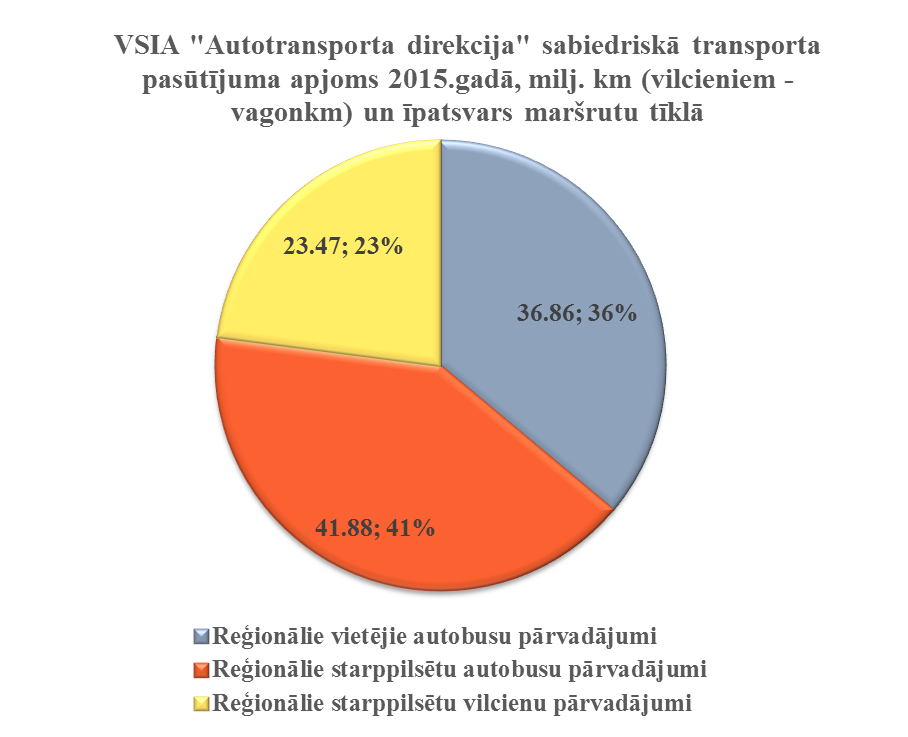 VSIA "Autotransporta direkcija" sabiedriskā transporta
pasūtījuma apjoms 2015.gadā, milj. km (vilcieniem -
vagonkm) un īpatsvars maršrutu tīklā
23.47; 23%
36.86; 36%
41.88; 41%
Reģionālie vietējie autobusu pārvadājumi
Reģionālie starppilsētu autobusu pārvadājumi
Reģionālie starppilsētu vilcienu pārvadājumi